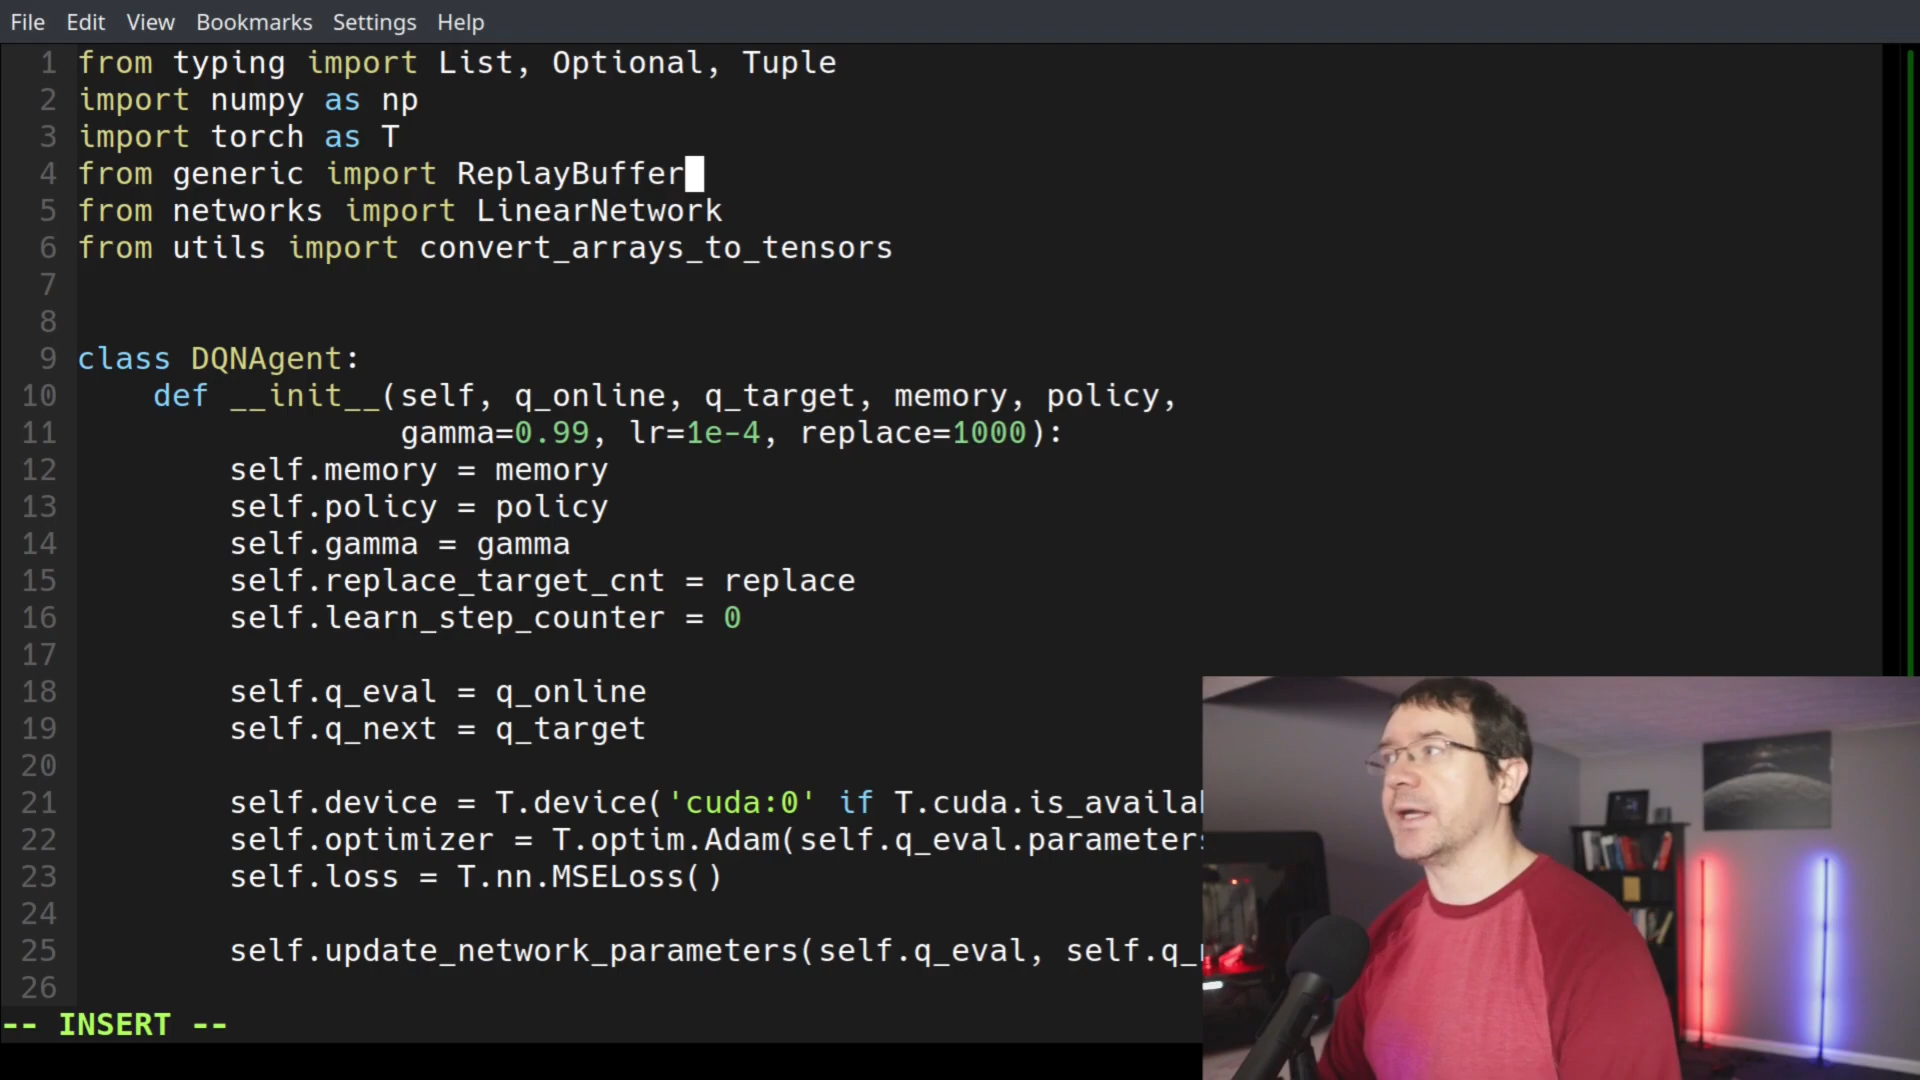 File Edit View Bookmarks Settings Help
1 from typing import List, Optional, Tuple
2 import numpy as np
3 import torch as T
4 from generic import ReplayBuffer
5 from networks import LinearNetwork
6 from utils import convert_arrays_to_tensors
7
8
9 class DQNAgent:
10     def __init__(self, q_online, q_target, memory, policy,
11                  gamma=0.99, lr=1e-4, replace=1000):
12         self.memory = memory
13         self.policy = policy
14         self.gamma = gamma
15         self.replace_target_cnt = replace
16         self.learn_step_counter = 0
17
18         self.q_eval = q_online
19         self.q_next = q_target
20
21         self.device = T.device('cuda:0' if T.cuda.is_availa
22         self.optimizer = T.optim.Adam(self.q_eval.parameters
23         self.loss = T.nn.MSELoss()
24
25         self.update_network_parameters(self.q_eval, self.q_
26
-- INSERT --